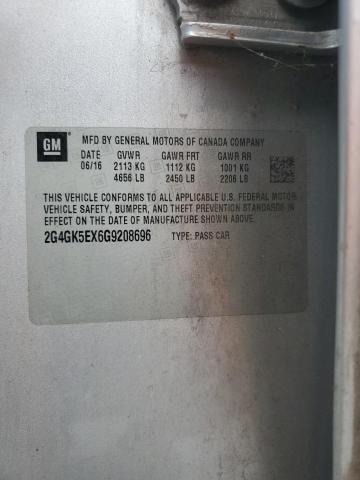 GM
MFD BY GENERAL MOTORS OF CANADA COMPANY
DATE GVWR GAWR FRT GAWR RR
06/16 2113 KG 1112 KG 1001 KG
4656 LB 2450 LB 2206 LB
THIS VEHICLE CONFORMS TO ALL APPLICABLE U.S. FEDERAL MOTOR
VEHICLE SAFETY, BUMPER, AND THEFT PREVENTION STANDARDS IN
EFFECT ON THE DATE OF MANUFACTURE SHOWN ABOVE.
2G4GK5EX6G9208696 TYPE: PASS CAR